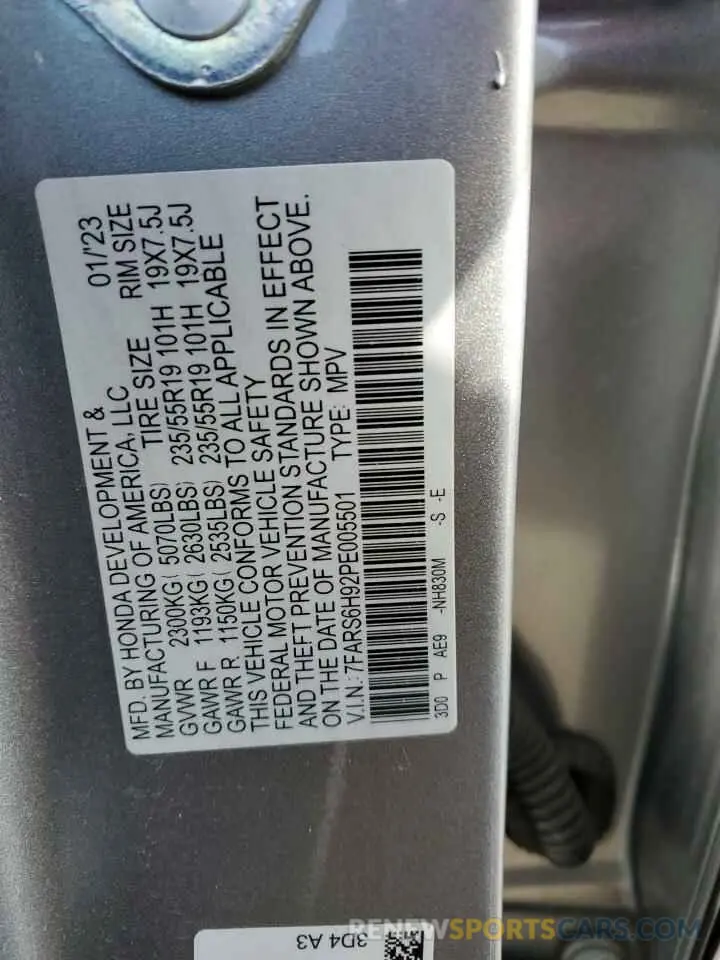 MFD. BY HONDA DEVELOPMENT &
MANUFACTURING OF AMERICA, LLC 01/'23
GVWR 2300KG( 5070LBS) TIRE SIZE RIM SIZE
GAWR F 1193KG( 2630LBS) 235/55R19 101H 19X7.5J
GAWR R 1150KG( 2535LBS) 235/55R19 101H 19X7.5J
THIS VEHICLE CONFORMS TO ALL APPLICABLE
FEDERAL MOTOR VEHICLE SAFETY
AND THEFT PREVENTION STANDARDS IN EFFECT
ON THE DATE OF MANUFACTURE SHOWN ABOVE.
V.I.N.: 7FARS6H92PE005501 TYPE: MPV
3D0 P AE9 -NH830M -S -E
3D4 A3
RENEWSPORTSCARS.COM